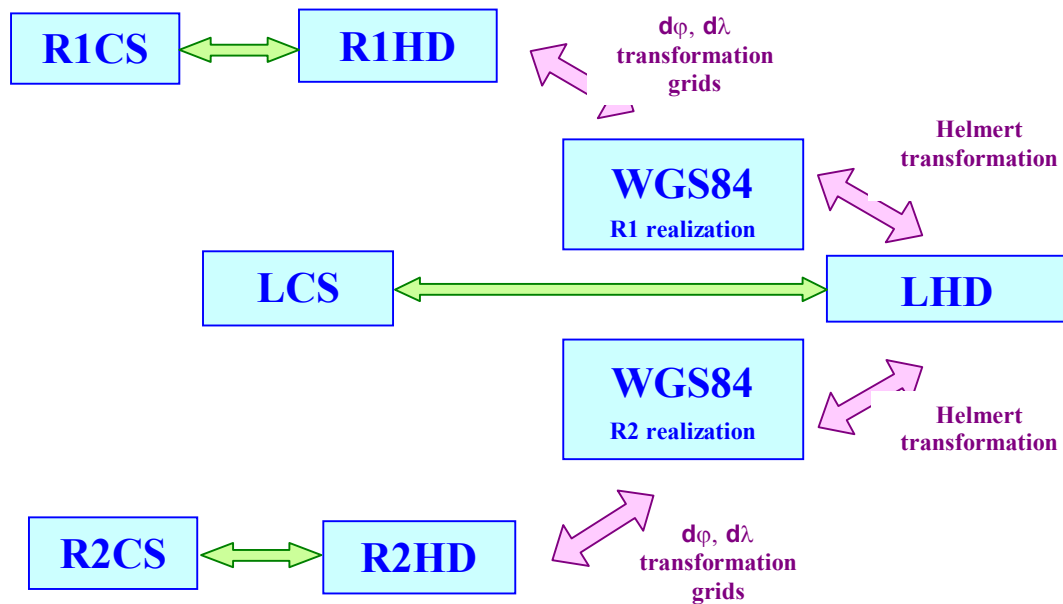 R1CS
R1HD
dφ, dλ
transformation
grids
Helmert
transformation
WGS84
R1 realization
LCS
LHD
WGS84
R2 realization
Helmert
transformation
R2CS
R2HD
dφ, dλ
transformation
grids